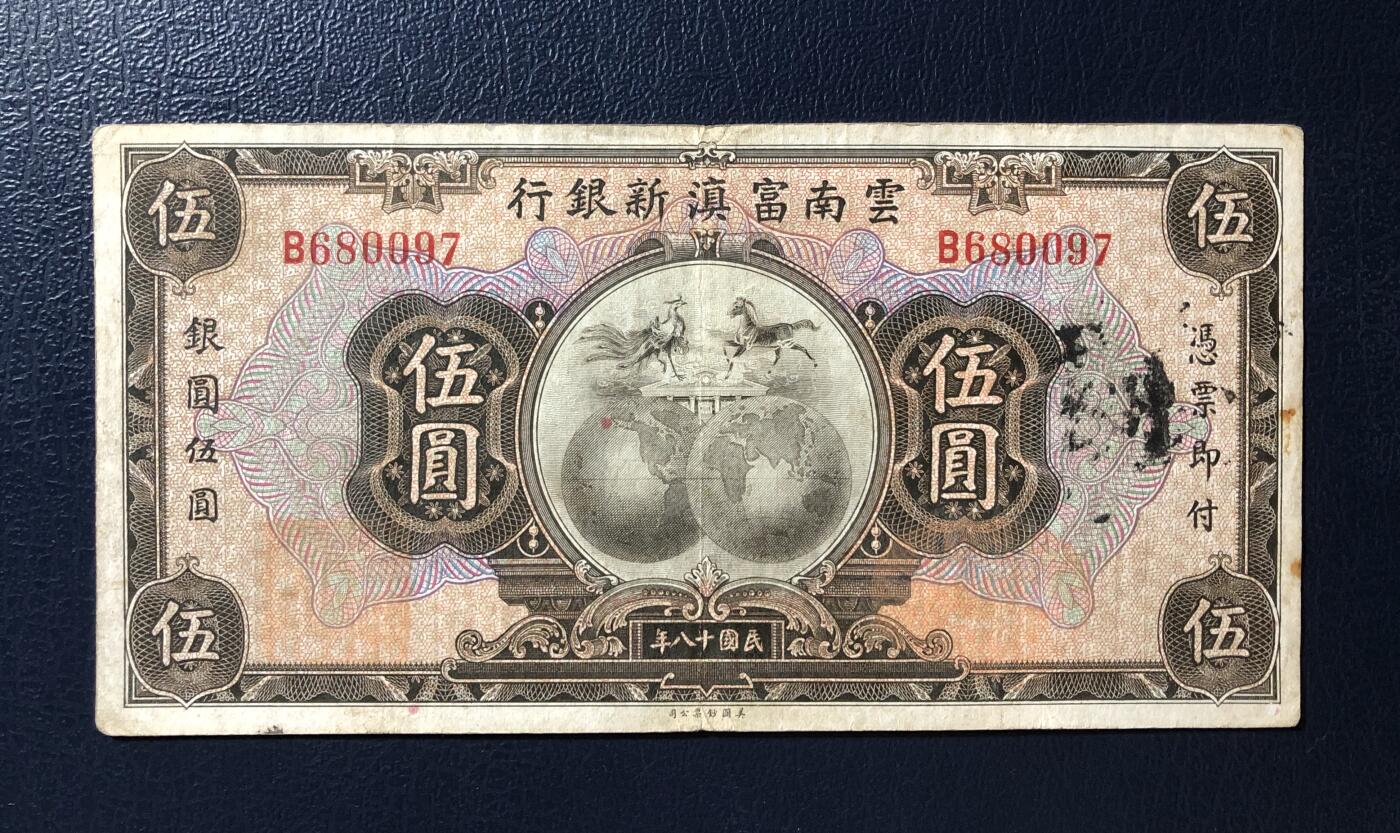 雲南富滇新銀行
B680097
B680097
伍
伍
憑票即付
銀圓伍圓
伍圓
伍圓
伍
伍
民國十八年
美國鈔票公司